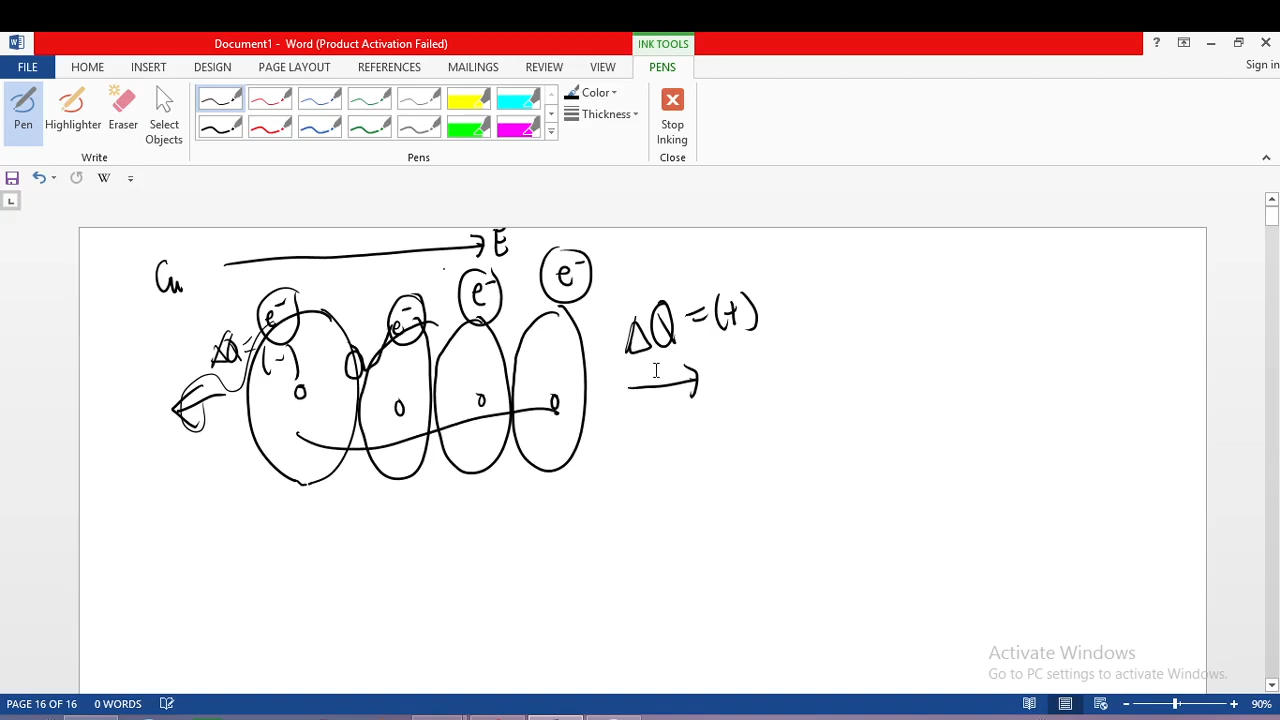 Document1 - Word (Product Activation Failed)
INK TOOLS
?
FILE HOME INSERT DESIGN PAGE LAYOUT REFERENCES MAILINGS REVIEW VIEW PENS Sign in
Pen Highlighter Eraser Select Objects
Color
Thickness
Stop Inking
Write Pens Close
W
E
Cu e⁻ e⁻ e⁻ e⁻
ΔQ = (+)
ΔQ =
(-)
Activate Windows
Go to PC settings to activate Windows.
PAGE 16 OF 16 0 WORDS 90%